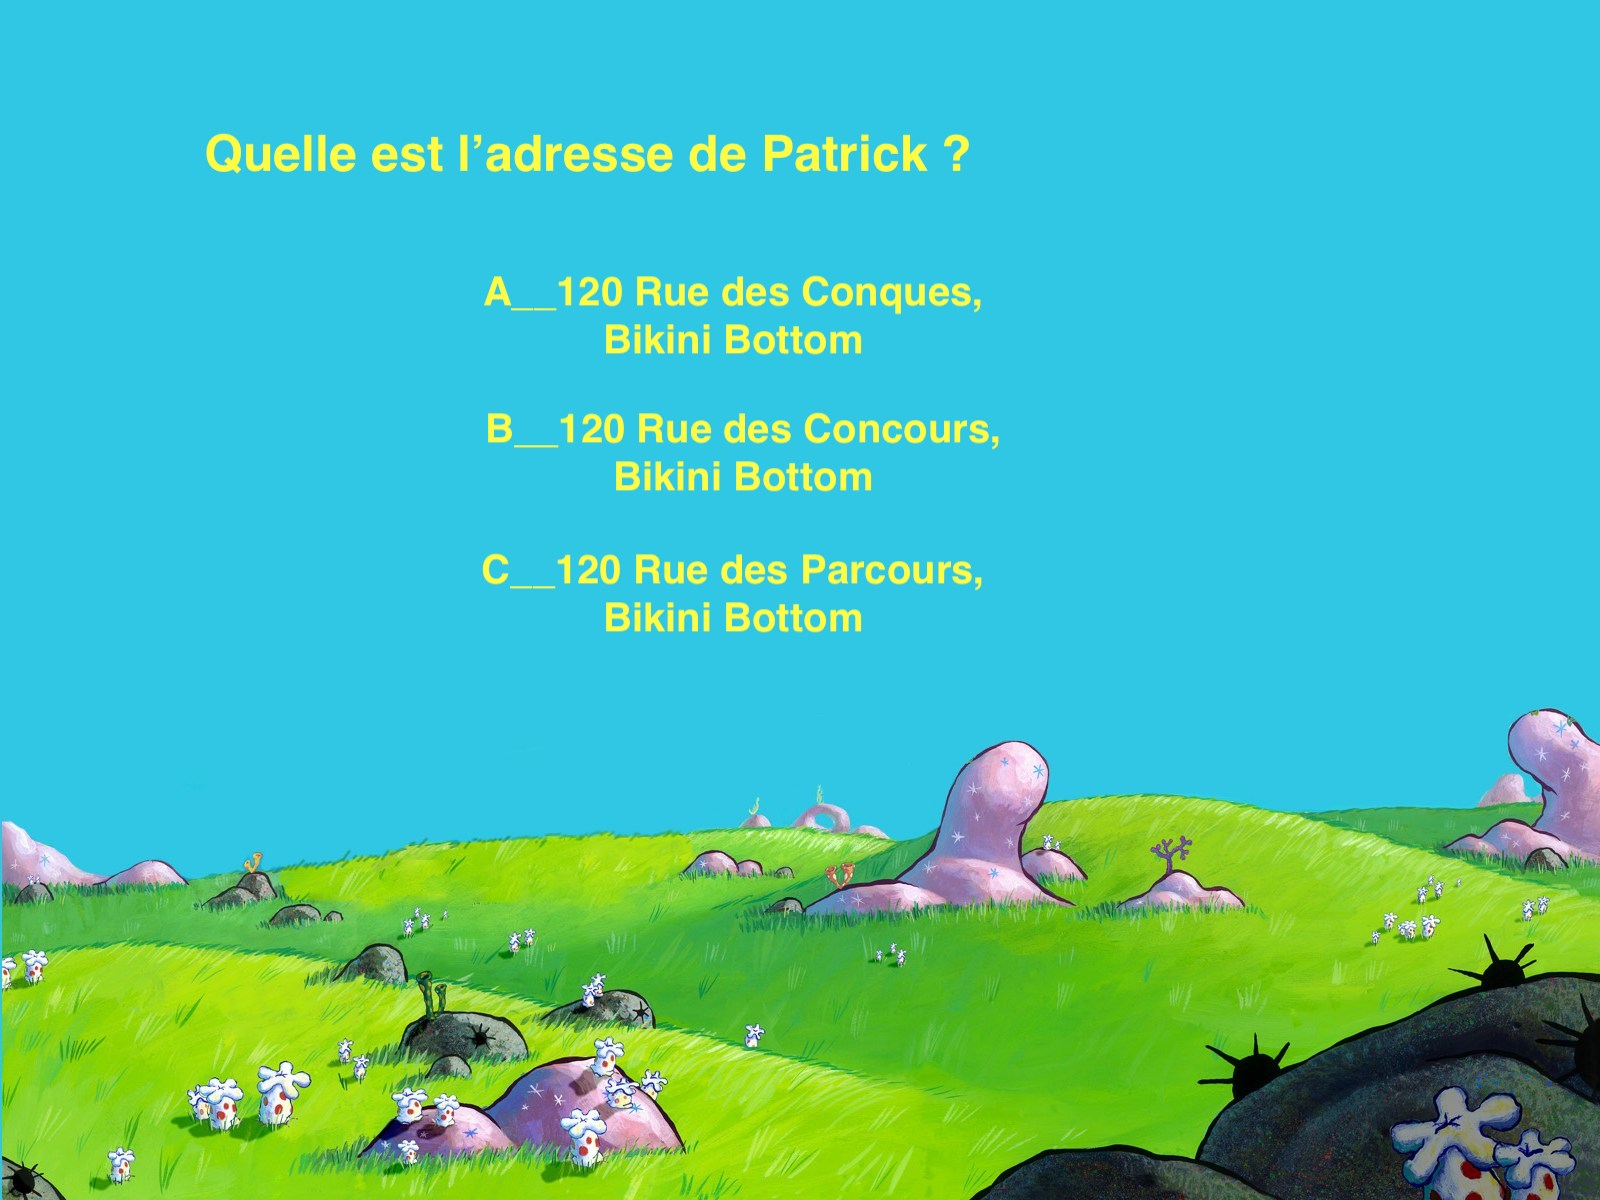 Quelle est l’adresse de Patrick ?
A__120 Rue des Conques,
Bikini Bottom
B__120 Rue des Concours,
Bikini Bottom
C__120 Rue des Parcours,
Bikini Bottom